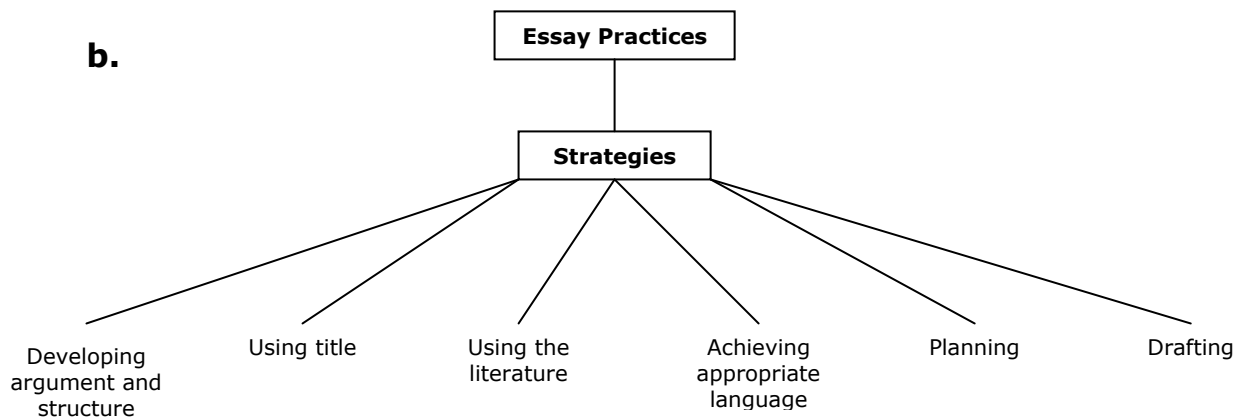 b.
Essay Practices
Strategies
Developing
argument and
structure
Using title
Using the
literature
Achieving
appropriate
language
Planning
Drafting